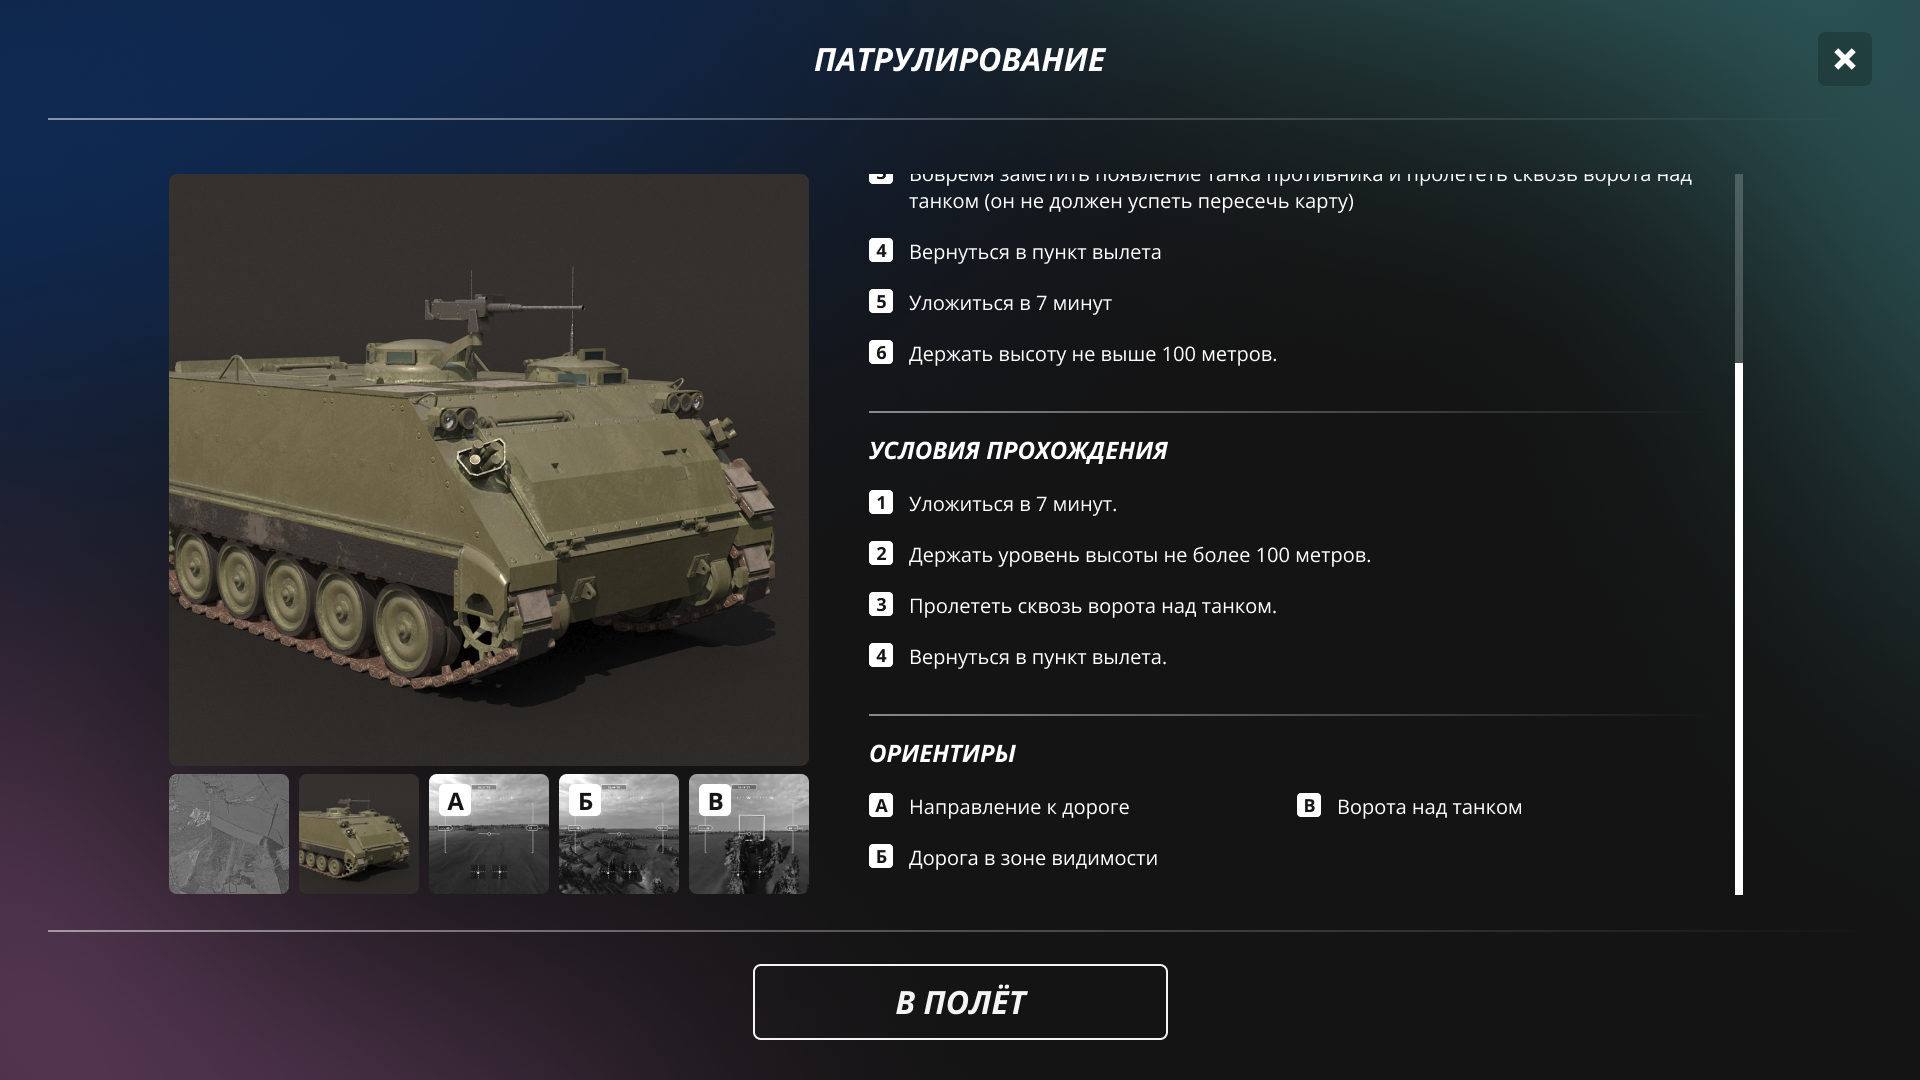 ПАТРУЛИРОВАНИЕ
3 Вовремя заметить появление танка противника и пролететь сквозь ворота над
танком (он не должен успеть пересечь карту)
4 Вернуться в пункт вылета
5 Уложиться в 7 минут
6 Держать высоту не выше 100 метров.
УСЛОВИЯ ПРОХОЖДЕНИЯ
1 Уложиться в 7 минут.
2 Держать уровень высоты не более 100 метров.
3 Пролететь сквозь ворота над танком.
4 Вернуться в пункт вылета.
ОРИЕНТИРЫ
А Направление к дороге
В Ворота над танком
Б Дорога в зоне видимости
А
Б
В
В ПОЛЁТ